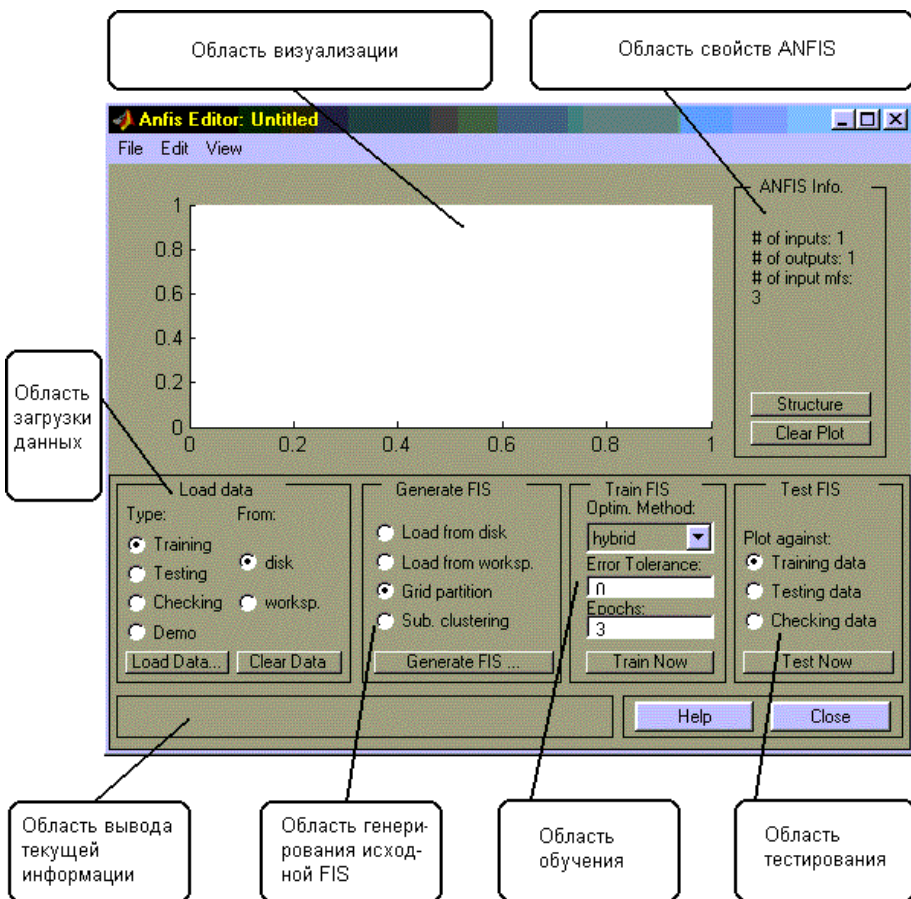 Область визуализации
Область свойств ANFIS
Anfis Editor: Untitled
File Edit View
ANFIS Info.
# of inputs: 1
# of outputs: 1
# of input mfs:
3
1
0.8
0.6
0.4
0.2
0
0 0.2 0.4 0.6 0.8 1
Structure
Clear Plot
Область
загрузки
данных
Load data
Type: From:
Training
Testing
Checking
Demo
disk
worksp.
Load Data... Clear Data
Generate FIS
Load from disk
Load from worksp.
Grid partition
Sub. clustering
Generate FIS ...
Train FIS
Optim. Method:
hybrid
Error Tolerance:
0
Epochs:
3
Train Now
Test FIS
Plot against:
Training data
Testing data
Checking data
Test Now
Help Close
Область вывода
текущей
информации
Область генери-
рования исход-
ной FIS
Область
обучения
Область
тестирования